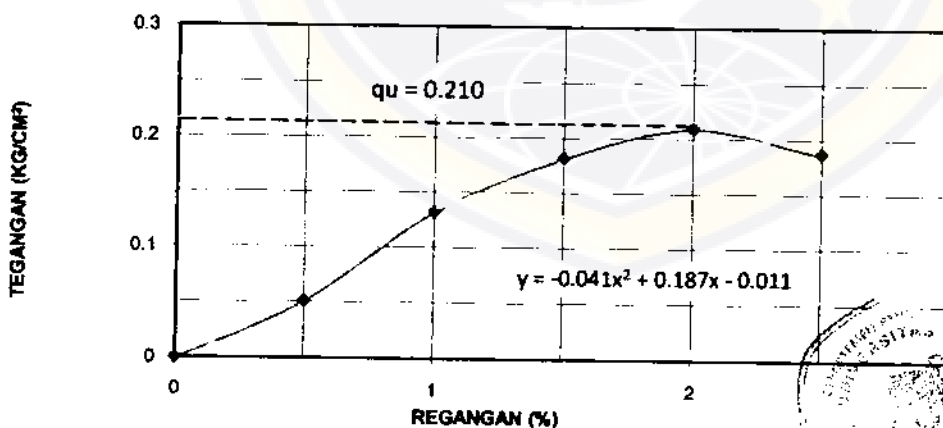 0.3
qu = 0.210
0.2
TEGANGAN (KG/CM²)
0.1
y = -0.041x² + 0.187x - 0.011
0
0
1
2
REGANGAN (%)